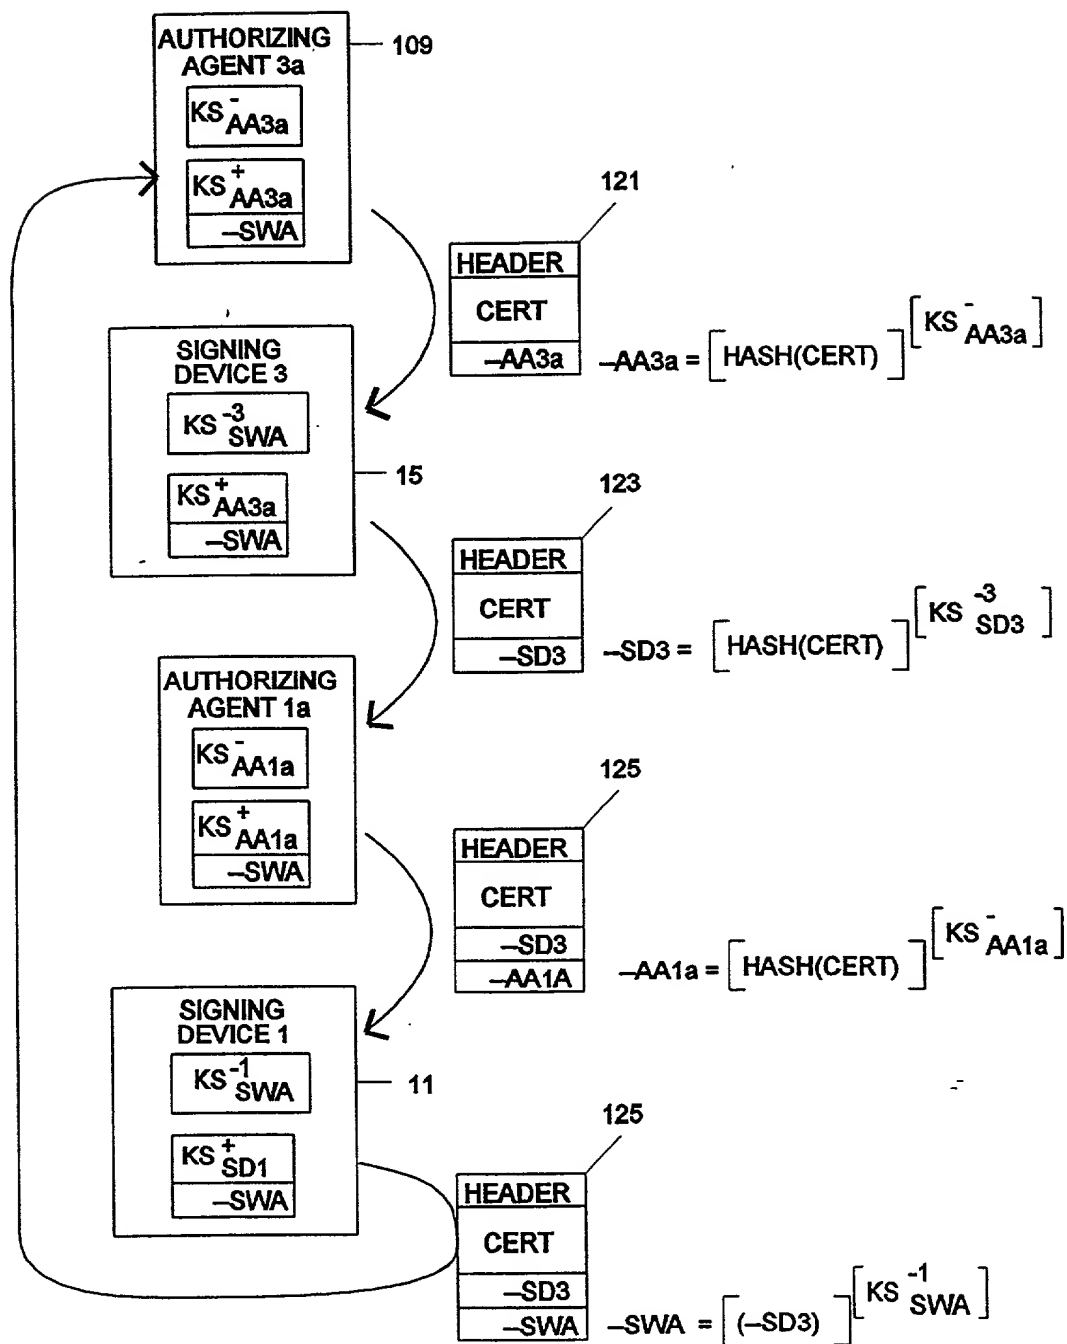 AUTHORIZING
AGENT 3a
109
KS⁻AA3a
KS⁺AA3a
–SWA
121
HEADER
CERT
–AA3a
–AA3a = [HASH(CERT)] [KS⁻AA3a]
SIGNING
DEVICE 3
KS⁻³SWA
15
KS⁺AA3a
–SWA
123
HEADER
CERT
–SD3
–SD3 = [HASH(CERT)] [KS⁻³SD3]
AUTHORIZING
AGENT 1a
KS⁻AA1a
KS⁺AA1a
–SWA
125
HEADER
CERT
–SD3
–AA1A
–AA1a = [HASH(CERT)] [KS⁻AA1a]
SIGNING
DEVICE 1
KS⁻¹SWA
11
KS⁺SD1
–SWA
125
HEADER
CERT
–SD3
–SWA
–SWA = [(–SD3)] [KS⁻¹SWA]